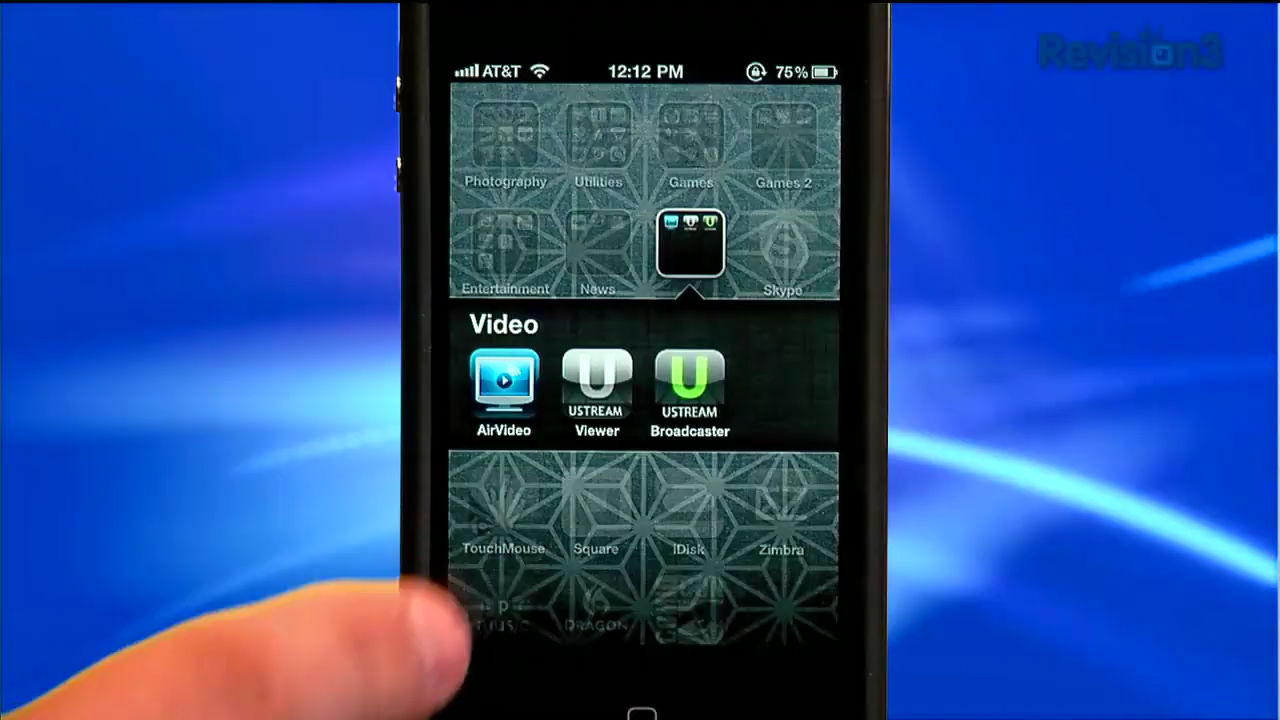 Revision3
AT&T 12:12 PM 75%
Photography Utilities Games Games 2
Entertainment News Skype
Video
U U
USTREAM USTREAM
AirVideo Viewer Broadcaster
TouchMouse Square iDisk Zimbra
DRAGON